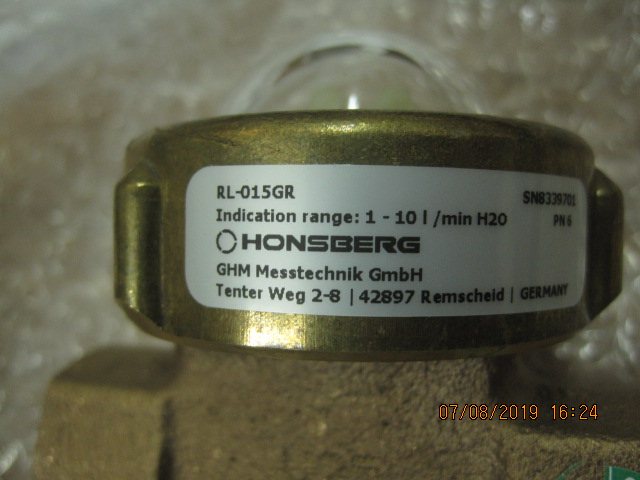 RL-015GR
SN8339701
Indication range: 1 - 10 l /min H20
PN 6
HONSBERG
GHM Messtechnik GmbH
Tenter Weg 2-8 | 42897 Remscheid | GERMANY
07/08/2019 16:24